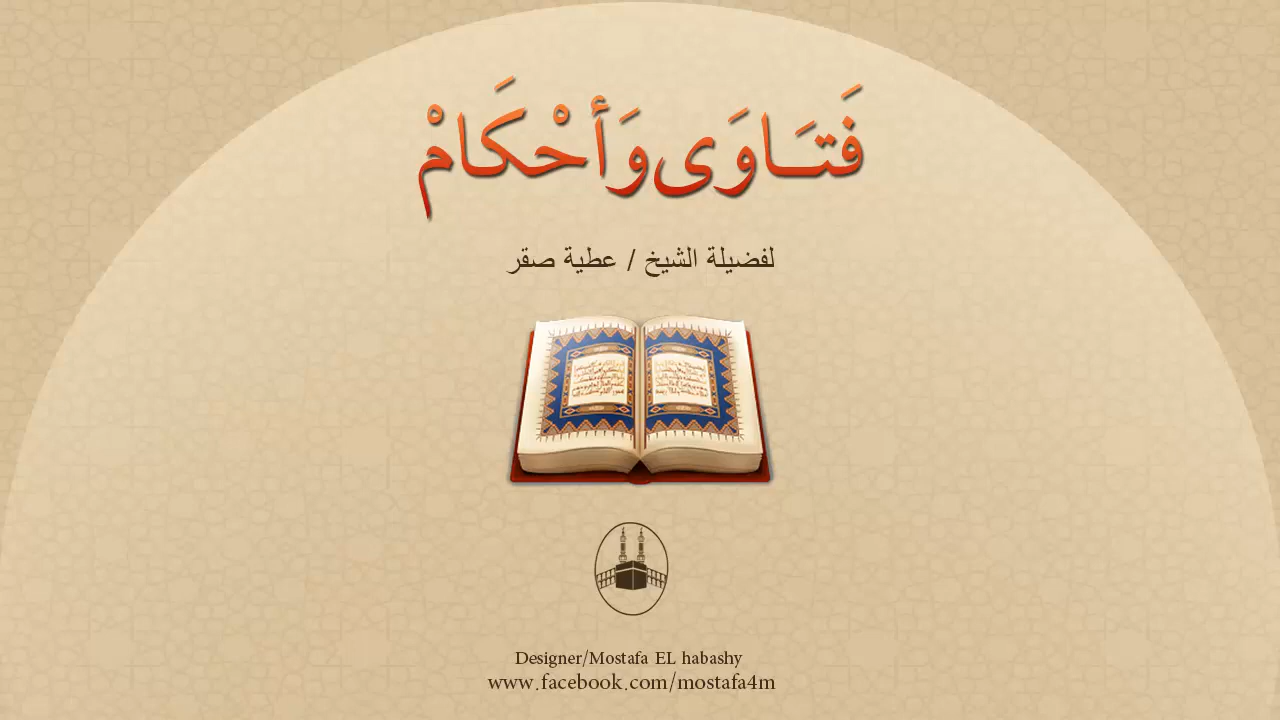 فَتَاوَى وَأَحْكَامْ
لفضيلة الشيخ / عطية صقر
Designer/Mostafa EL habashy
www.facebook.com/mostafa4m